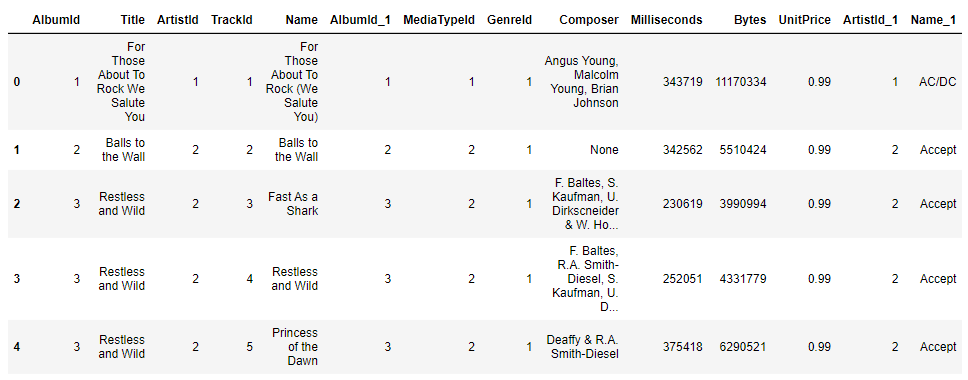 AlbumId Title ArtistId TrackId Name AlbumId_1 MediaTypeId GenreId Composer Milliseconds Bytes UnitPrice ArtistId_1 Name_1
0 1 For Those About To Rock We Salute You 1 1 For Those About To Rock (We Salute You) 1 1 1 Angus Young, Malcolm Young, Brian Johnson 343719 11170334 0.99 1 AC/DC
1 2 Balls to the Wall 2 2 Balls to the Wall 2 2 1 None 342562 5510424 0.99 2 Accept
2 3 Restless and Wild 2 3 Fast As a Shark 3 2 1 F. Baltes, S. Kaufman, U. Dirkscneider & W. Ho... 230619 3990994 0.99 2 Accept
3 3 Restless and Wild 2 4 Restless and Wild 3 2 1 F. Baltes, R.A. Smith-Diesel, S. Kaufman, U. D... 252051 4331779 0.99 2 Accept
4 3 Restless and Wild 2 5 Princess of the Dawn 3 2 1 Deaffy & R.A. Smith-Diesel 375418 6290521 0.99 2 Accept